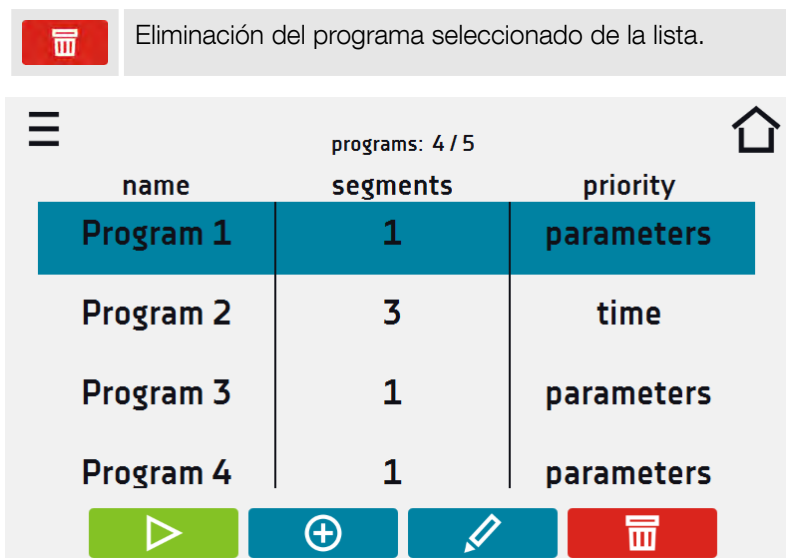 Eliminación del programa seleccionado de la lista.
programs: 4 / 5
name segments priority
Program 1 1 parameters
Program 2 3 time
Program 3 1 parameters
Program 4 1 parameters